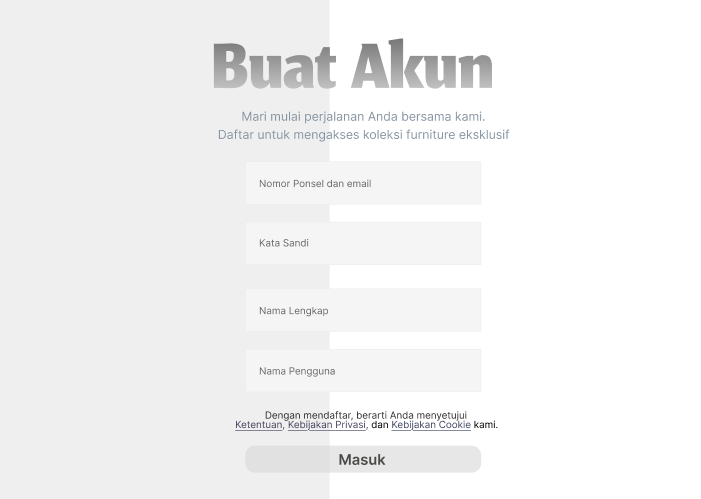 Buat Akun
Mari mulai perjalanan Anda bersama kami.
Daftar untuk mengakses koleksi furniture eksklusif
Nomor Ponsel dan email
Kata Sandi
Nama Lengkap
Nama Pengguna
Dengan mendaftar, berarti Anda menyetujui
Ketentuan, Kebijakan Privasi, dan Kebijakan Cookie kami.
Masuk